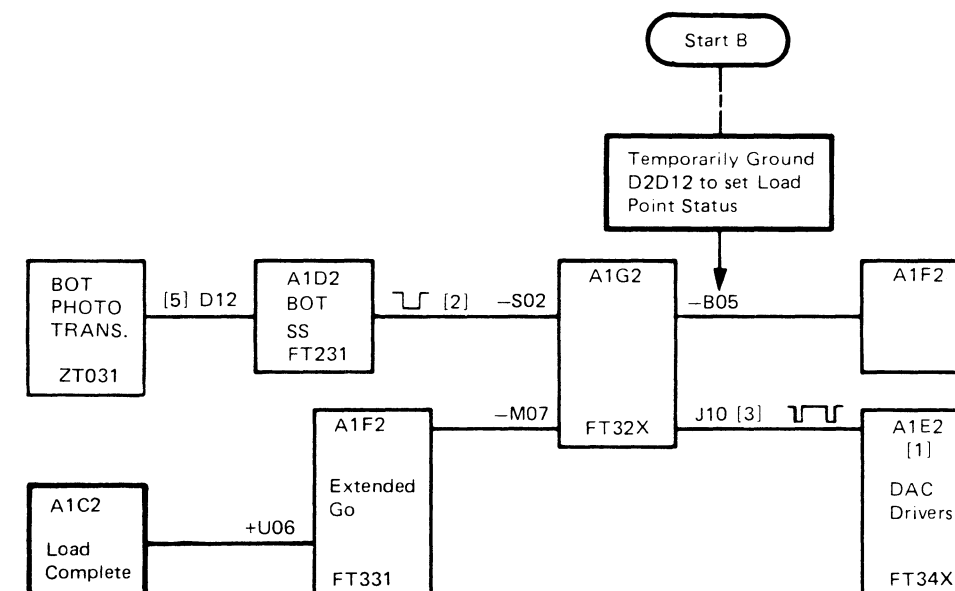 Start B
Temporarily Ground
D2D12 to set Load
Point Status
BOT
PHOTO
TRANS.
ZT031
[5] D12
A1D2
BOT
SS
FT231
[2] −S02
A1G2
FT32X
−B05
A1F2
−M07
J10 [3]
A1F2
Extended
Go
FT331
A1E2
[1]
DAC
Drivers
FT34X
A1C2
Load
Complete
+U06